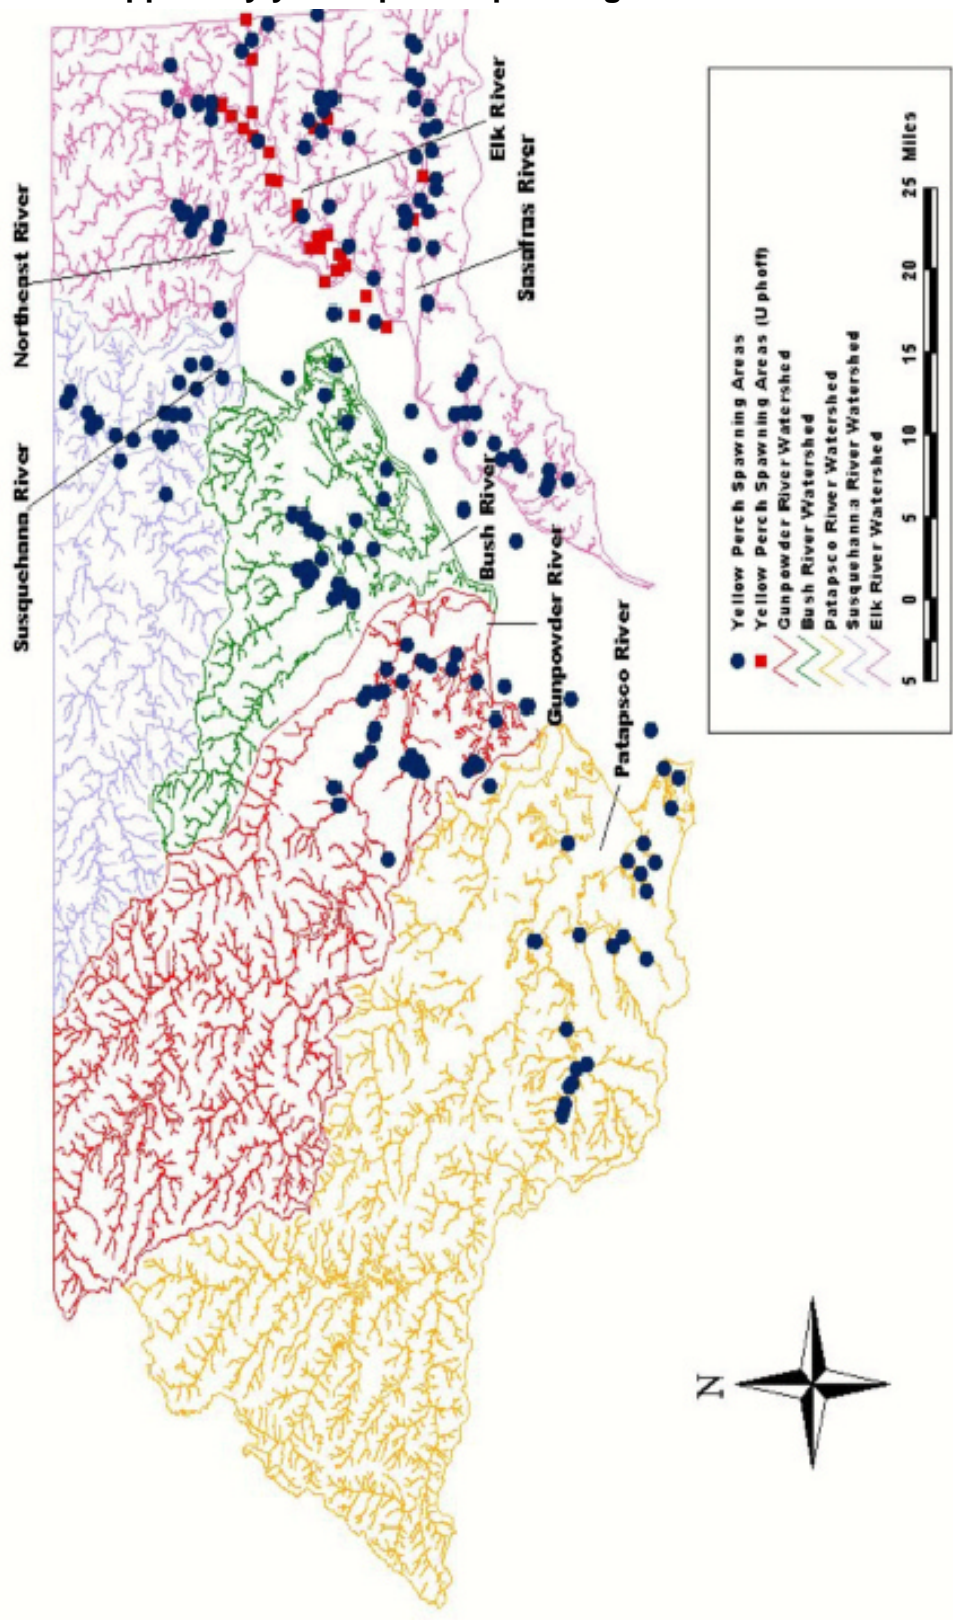 Northeast River
Elk River
Sasafras River
Susquehana River
Bush River
Gunpowder River
Patapsco River
Yellow Perch Spawning Areas
Yellow Perch Spawning Areas (Uphoff)
Gunpowder River Watershed
Bush River Watershed
Patapsco River Watershed
Susquehanna River Watershed
Elk River Watershed
5 0 5 10 15 20 25 Miles
N